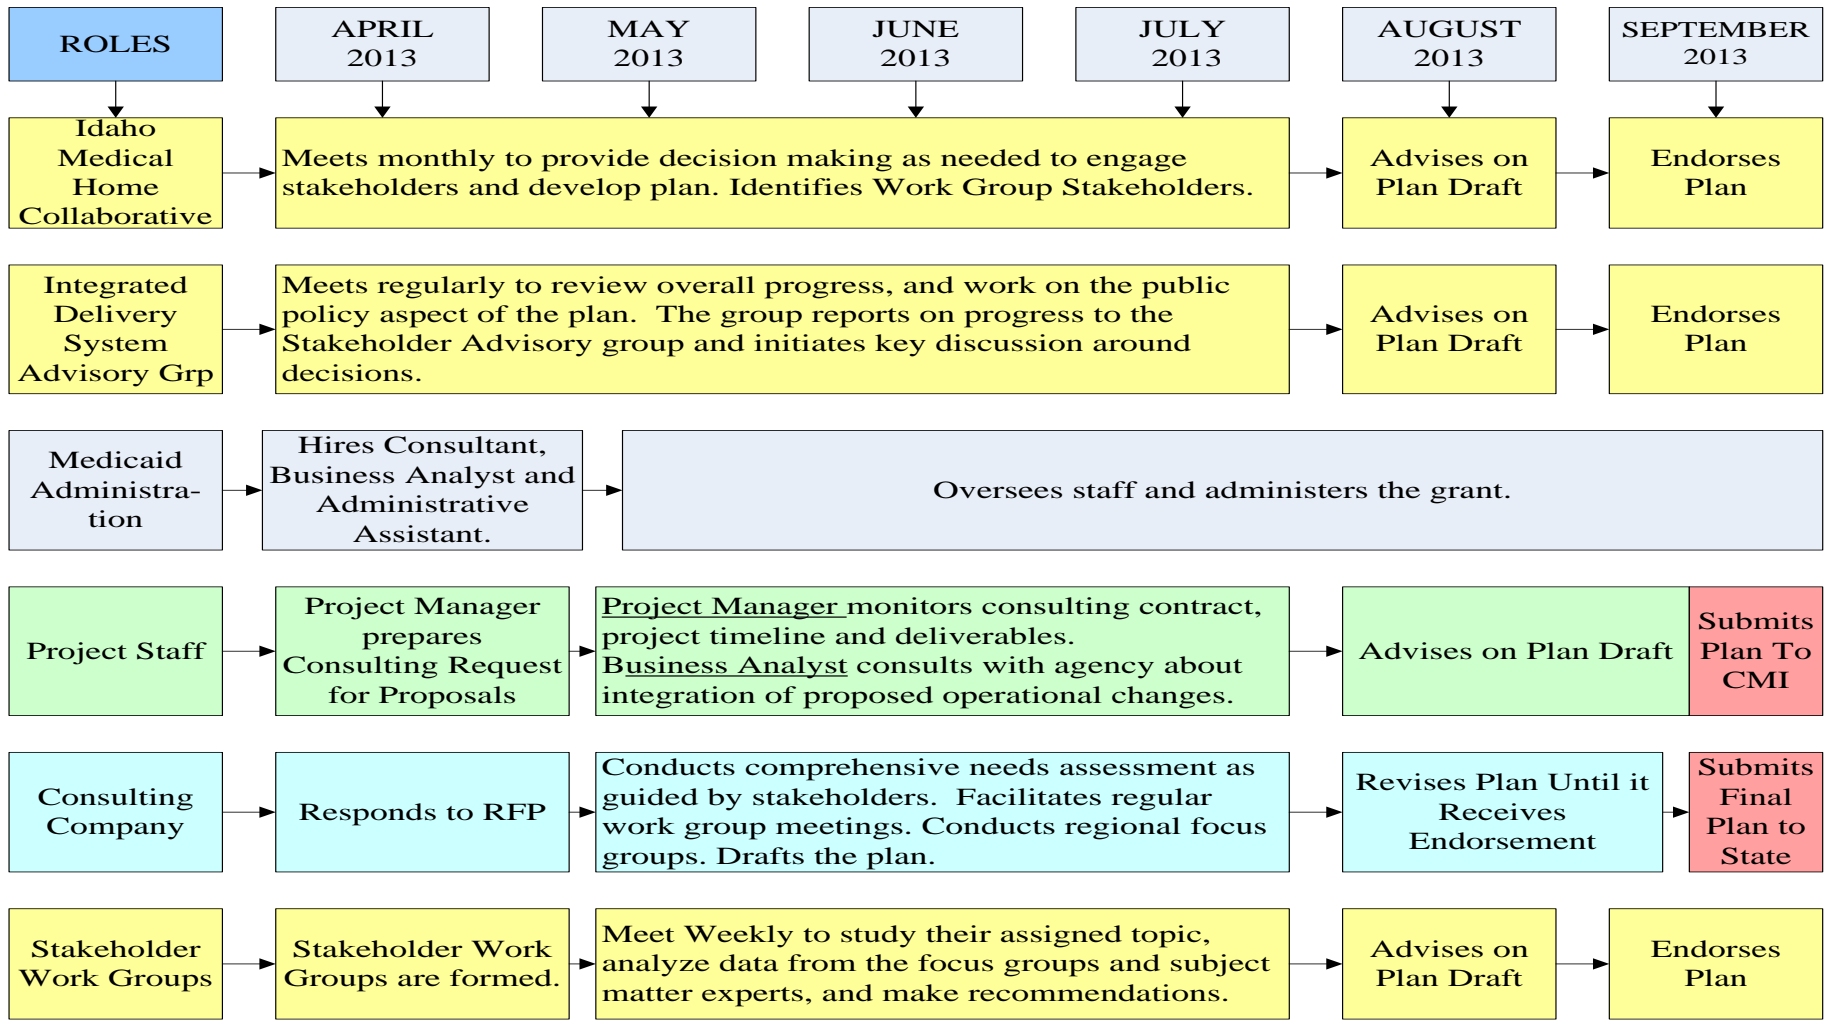 ROLES
APRIL
2013
MAY
2013
JUNE
2013
JULY
2013
AUGUST
2013
SEPTEMBER
2013
Idaho
Medical
Home
Collaborative
Meets monthly to provide decision making as needed to engage
stakeholders and develop plan. Identifies Work Group Stakeholders.
Advises on
Plan Draft
Endorses
Plan
Integrated
Delivery
System
Advisory Grp
Meets regularly to review overall progress, and work on the public
policy aspect of the plan.  The group reports on progress to the
Stakeholder Advisory group and initiates key discussion around
decisions.
Advises on
Plan Draft
Endorses
Plan
Medicaid
Administra-
tion
Hires Consultant,
Business Analyst and
Administrative
Assistant.
Oversees staff and administers the grant.
Project Staff
Project Manager
prepares
Consulting Request
for Proposals
Project Manager monitors consulting contract,
project timeline and deliverables.
Business Analyst consults with agency about
integration of proposed operational changes.
Advises on Plan Draft
Submits
Plan To
CMI
Consulting
Company
Responds to RFP
Conducts comprehensive needs assessment as
guided by stakeholders.  Facilitates regular
work group meetings. Conducts regional focus
groups. Drafts the plan.
Revises Plan Until it
Receives
Endorsement
Submits
Final
Plan to
State
Stakeholder
Work Groups
Stakeholder Work
Groups are formed.
Meet Weekly to study their assigned topic,
analyze data from the focus groups and subject
matter experts, and make recommendations.
Advises on
Plan Draft
Endorses
Plan